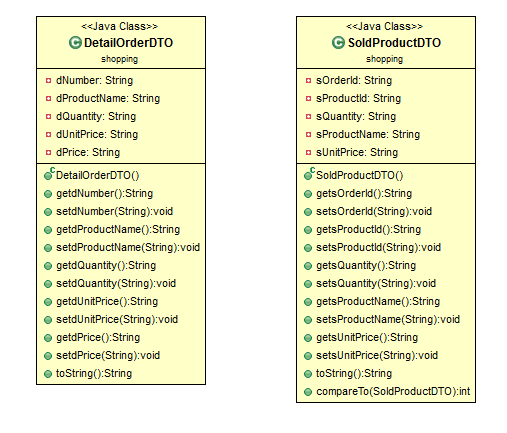 <<Java Class>>
DetailOrderDTO
shopping
dNumber: String
dProductName: String
dQuantity: String
dUnitPrice: String
dPrice: String
DetailOrderDTO()
getdNumber():String
setdNumber(String):void
getdProductName():String
setdProductName(String):void
getdQuantity():String
setdQuantity(String):void
getdUnitPrice():String
setdUnitPrice(String):void
getdPrice():String
setdPrice(String):void
toString():String
<<Java Class>>
SoldProductDTO
shopping
sOrderId: String
sProductId: String
sQuantity: String
sProductName: String
sUnitPrice: String
SoldProductDTO()
getsOrderId():String
setsOrderId(String):void
getsProductId():String
setsProductId(String):void
getsQuantity():String
setsQuantity(String):void
getsProductName():String
setsProductName(String):void
getsUnitPrice():String
setsUnitPrice(String):void
toString():String
compareTo(SoldProductDTO):int